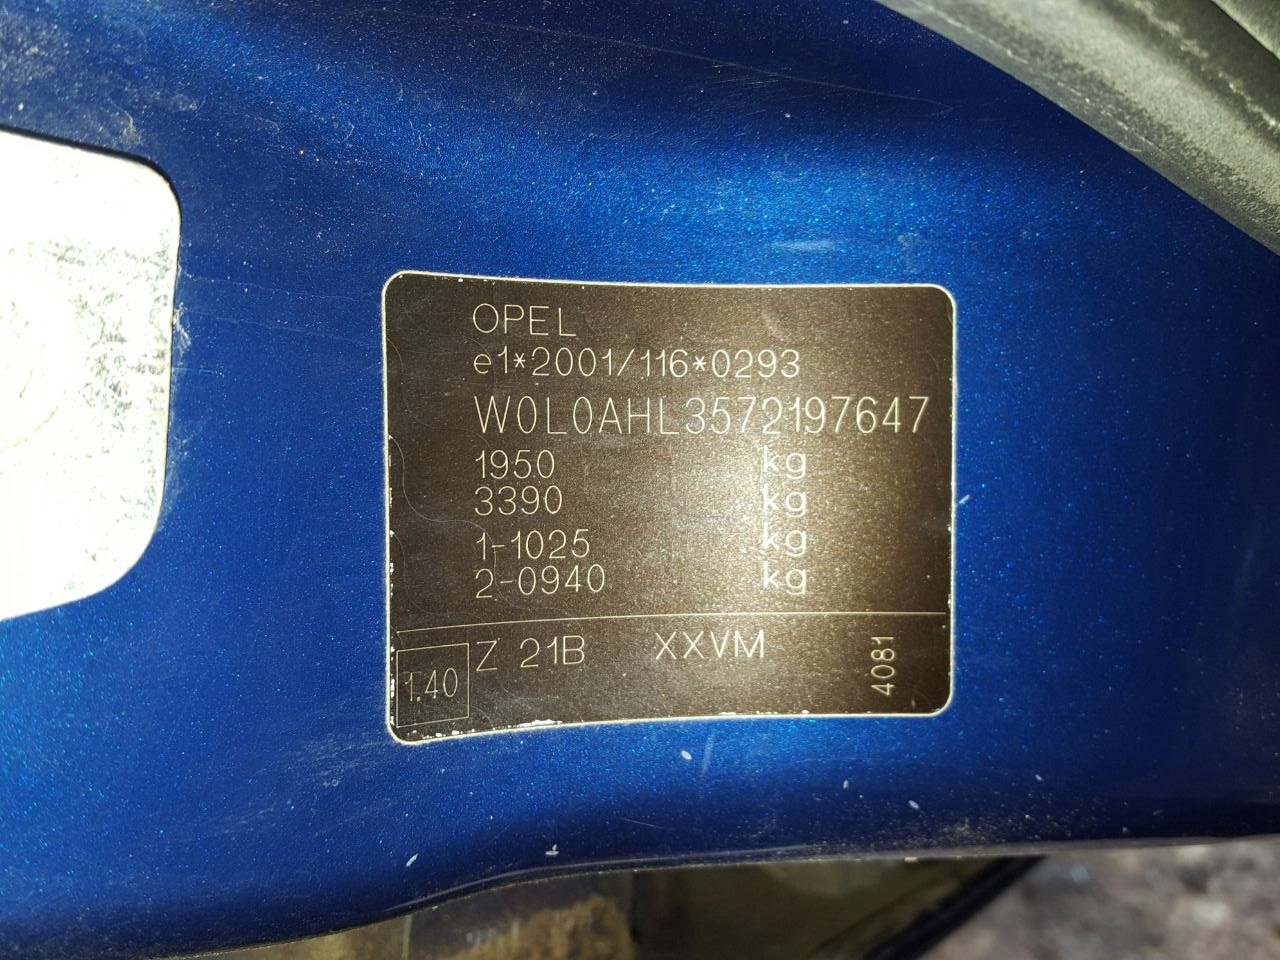 OPEL
e1*2001/116*0293
W0L0AHL3572197647
1950 kg
3390 kg
1-1025 kg
2-0940 kg
1.40 Z 21B XXVM 4081